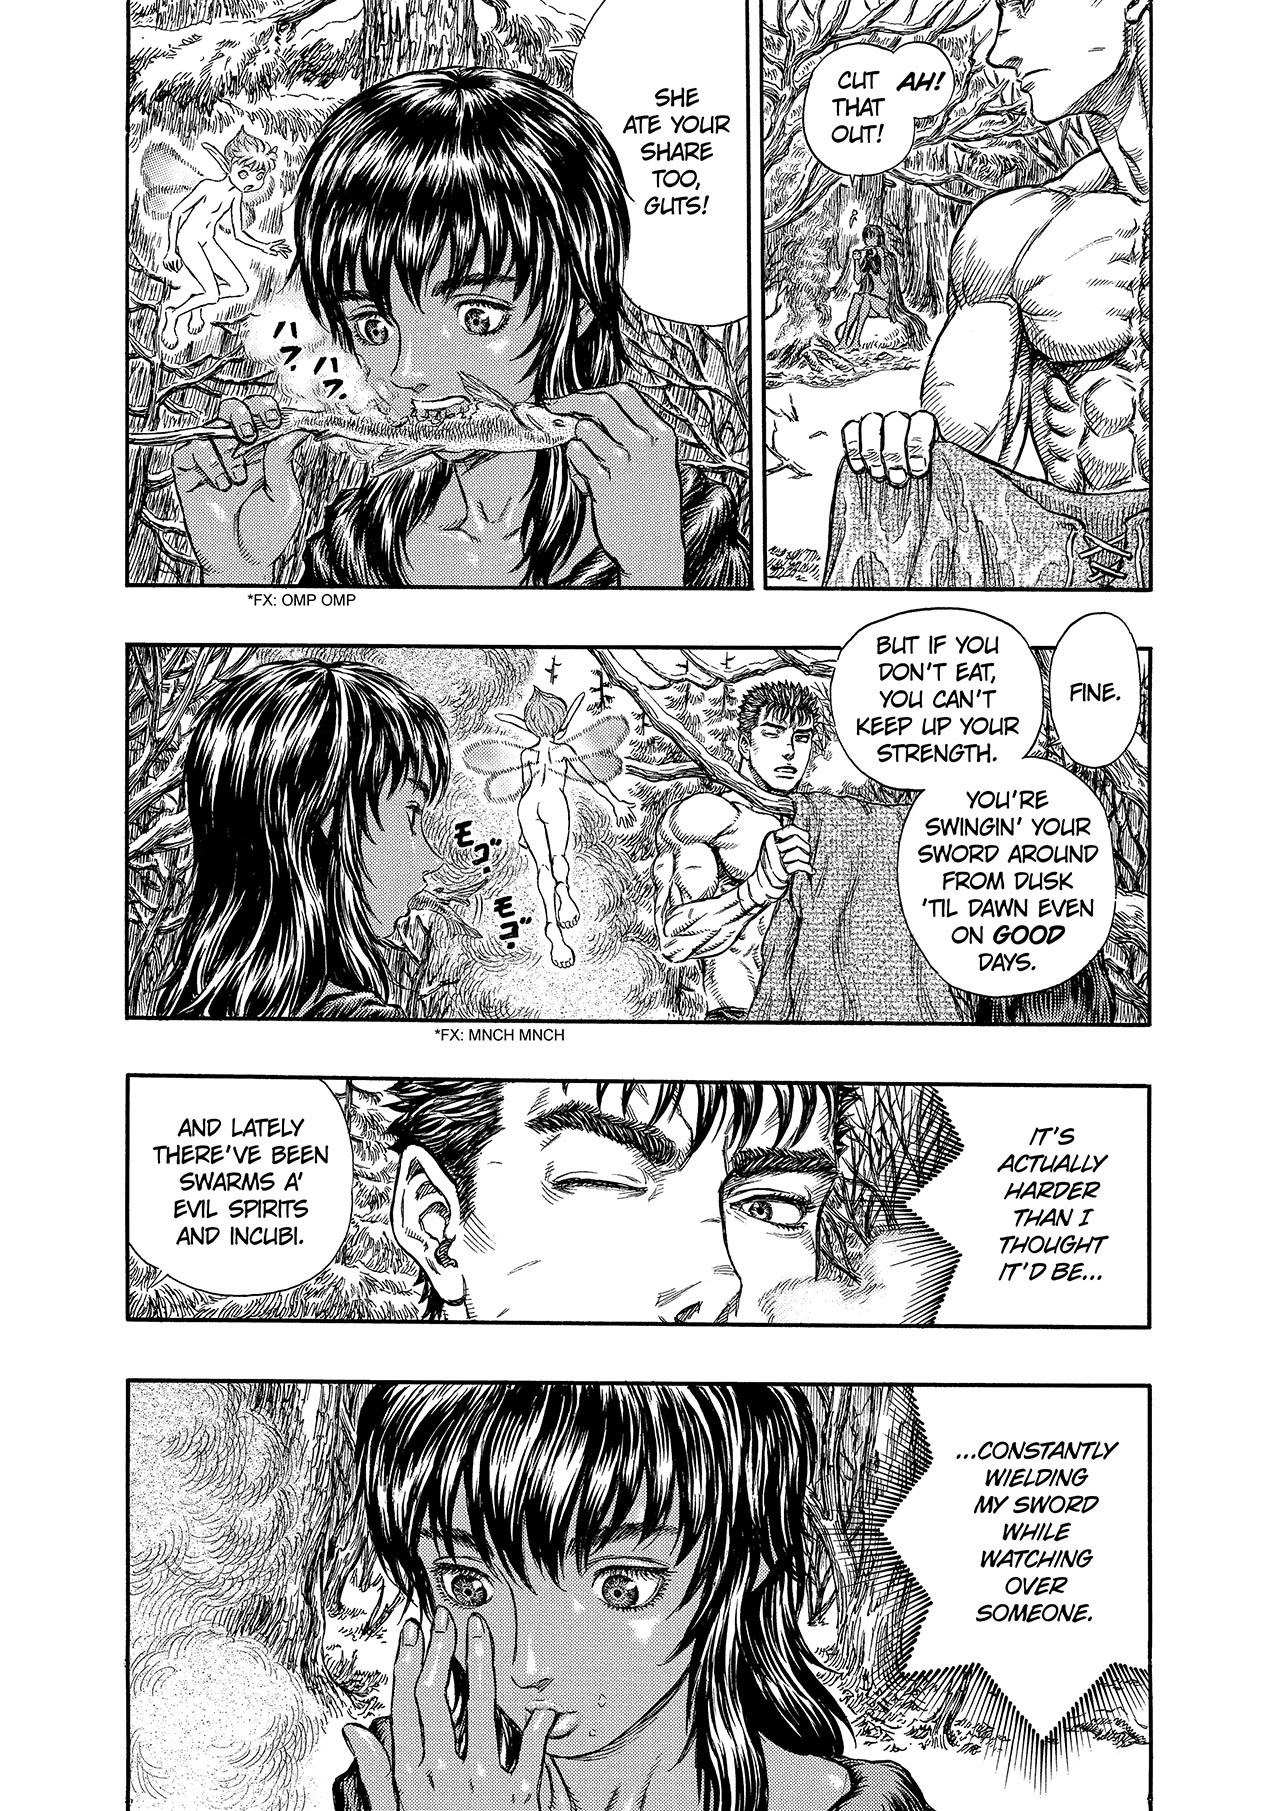 AH!
CUT
THAT
OUT!
SHE
ATE YOUR
SHARE
TOO,
GUTS!
ハァ ハァ
*FX: OMP OMP
FINE.
BUT IF YOU
DON'T EAT,
YOU CAN'T
KEEP UP YOUR
STRENGTH.
YOU'RE
SWINGIN' YOUR
SWORD AROUND
FROM DUSK
'TIL DAWN EVEN
ON GOOD
DAYS.
モゴ モゴ
*FX: MNCH MNCH
IT'S
ACTUALLY
HARDER
THAN I
THOUGHT
IT'D BE...
AND LATELY
THERE'VE BEEN
SWARMS A'
EVIL SPIRITS
AND INCUBI.
...CONSTANTLY
WIELDING
MY SWORD
WHILE
WATCHING
OVER
SOMEONE.